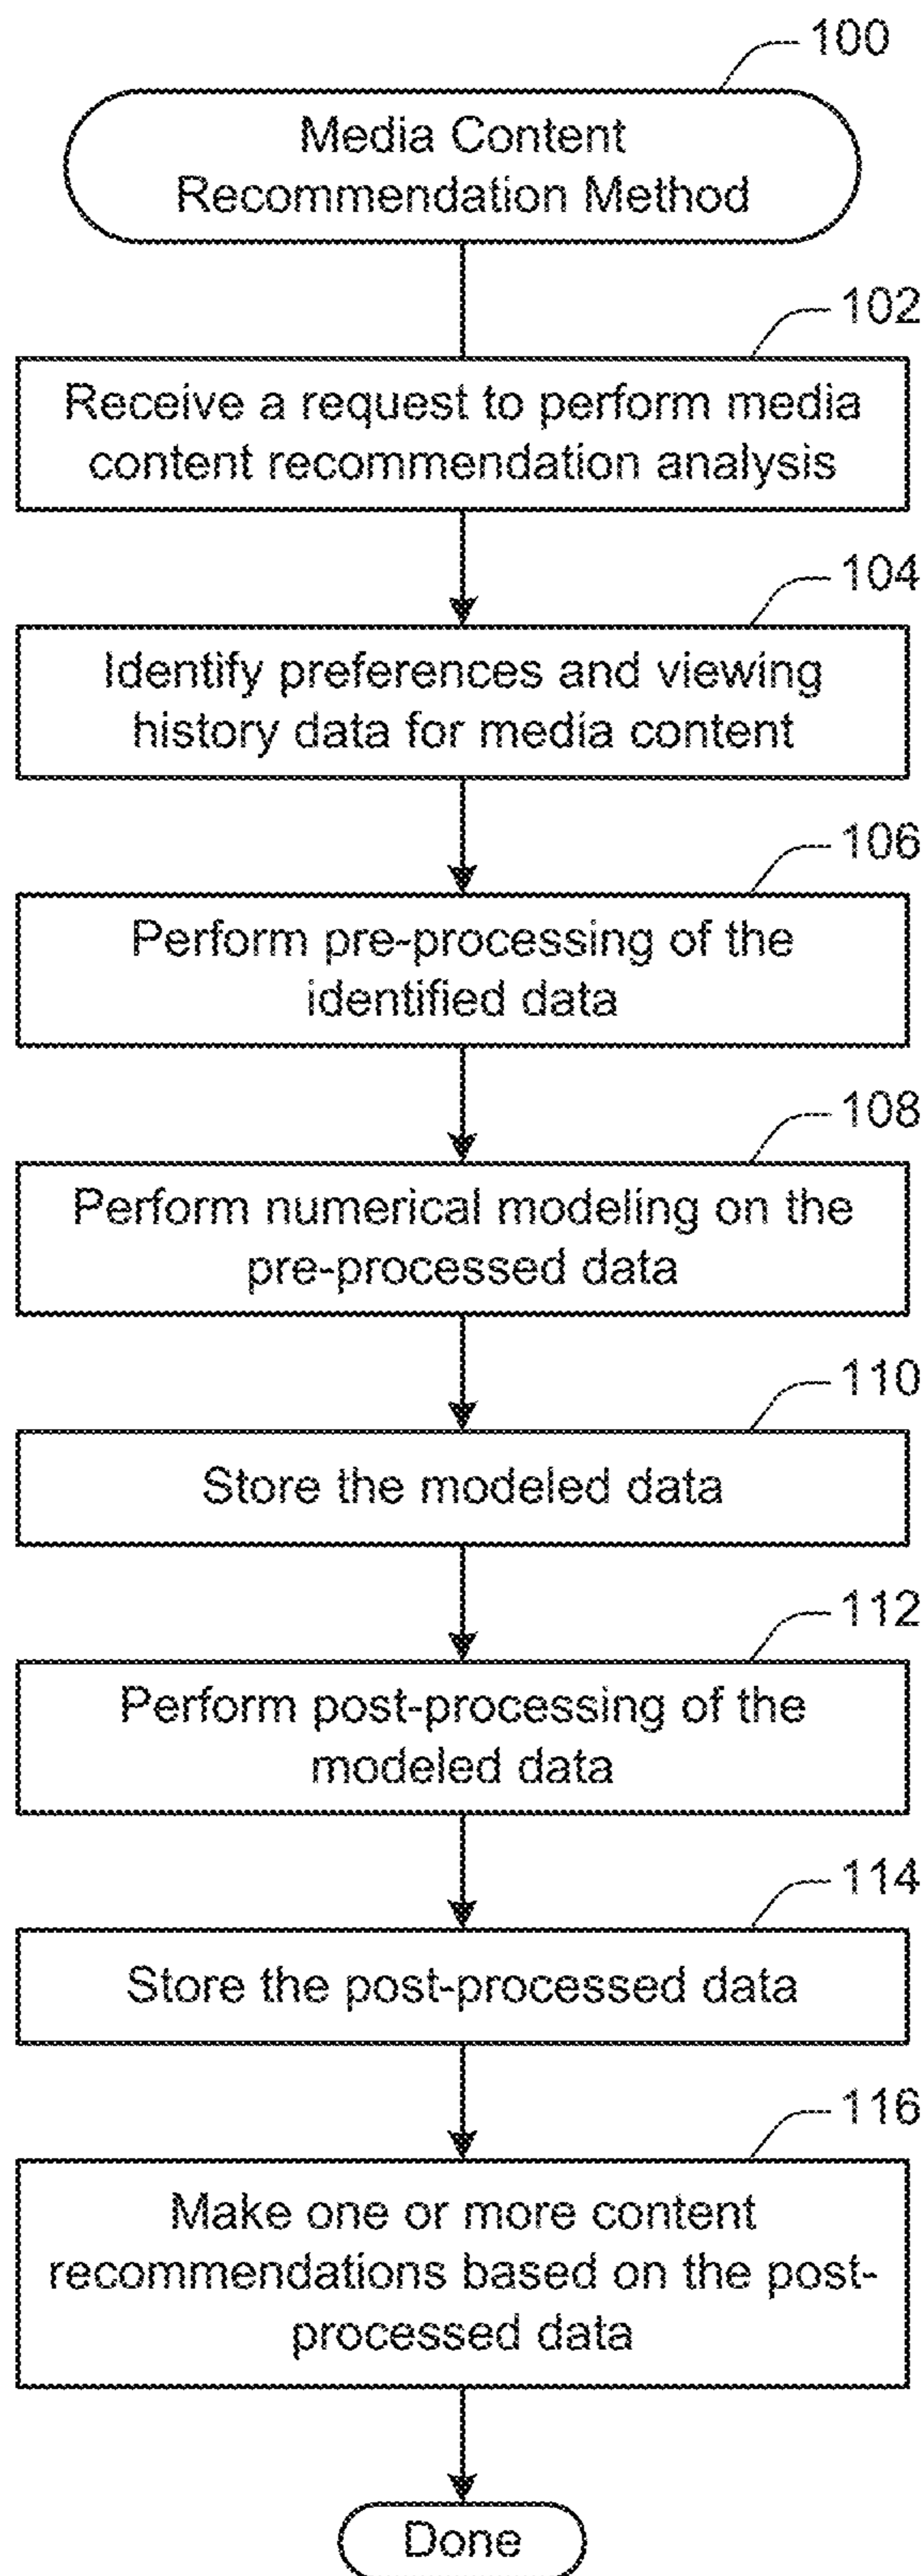 100
Media Content
Recommendation Method
102
Receive a request to perform media
content recommendation analysis
104
Identify preferences and viewing
history data for media content
106
Perform pre-processing of the
identified data
108
Perform numerical modeling on the
pre-processed data
110
Store the modeled data
112
Perform post-processing of the
modeled data
114
Store the post-processed data
116
Make one or more content
recommendations based on the post-
processed data
Done